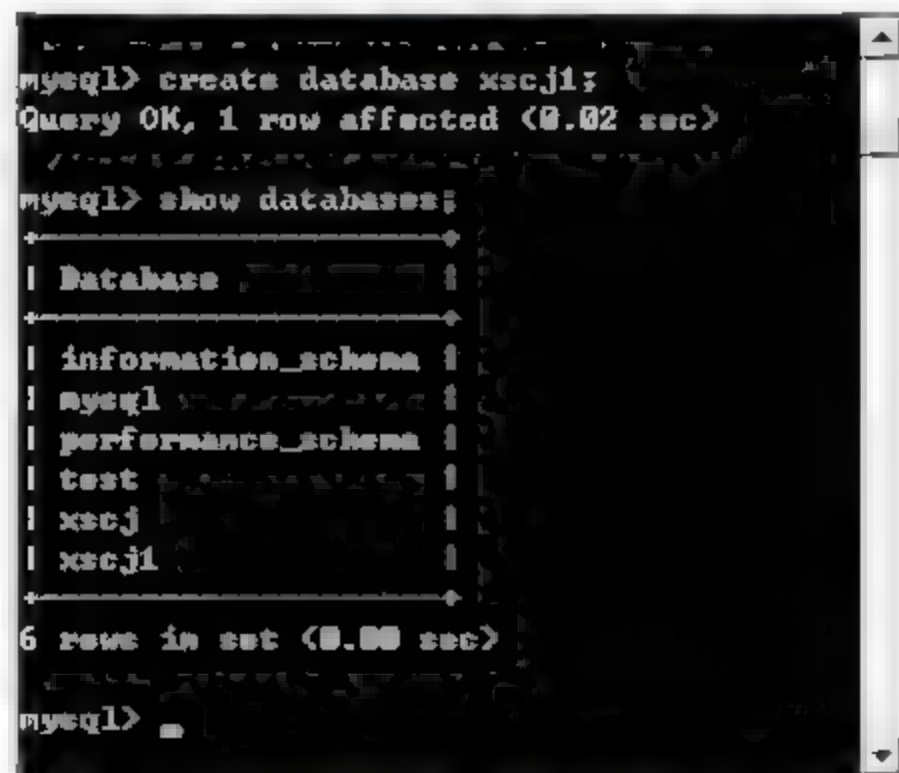 mysql> create database xscj1;
Query OK, 1 row affected (0.02 sec)
mysql> show databases;
+--------------------+
| Database |
+--------------------+
| information_schema |
| mysql |
| performance_schema |
| test |
| xscj |
| xscj1 |
+--------------------+
6 rows in set (0.00 sec)
mysql>